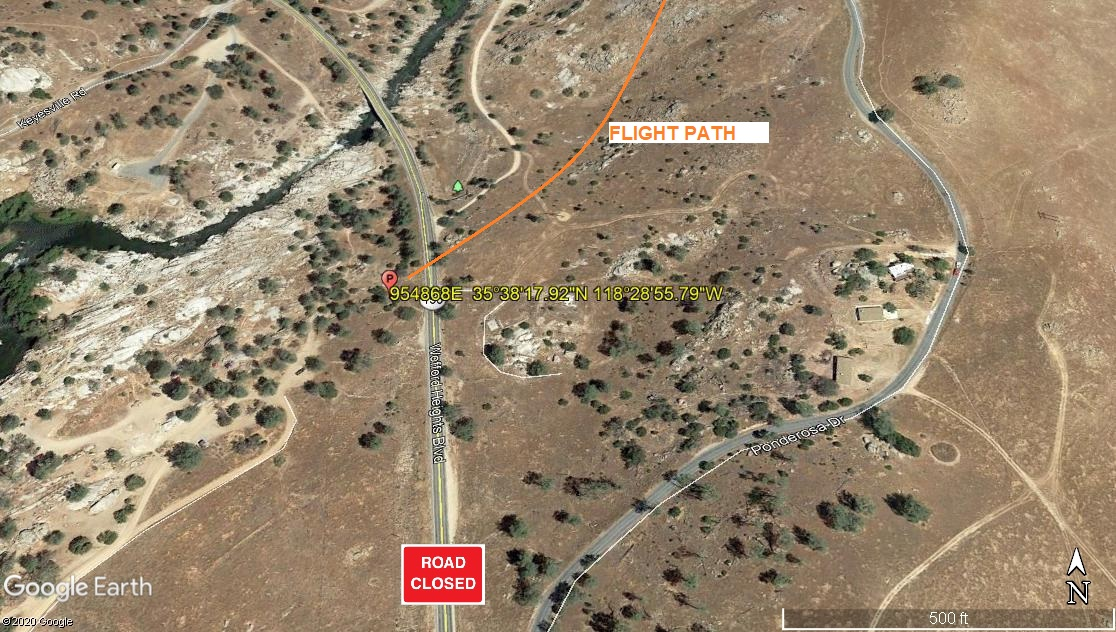 Keyesville Rd
FLIGHT PATH
P
954868E 35°38'17.92"N 118°28'55.79"W
Wofford Heights Blvd
Ponderosa Dr
ROAD
CLOSED
Google Earth
©2020 Google
N
500 ft